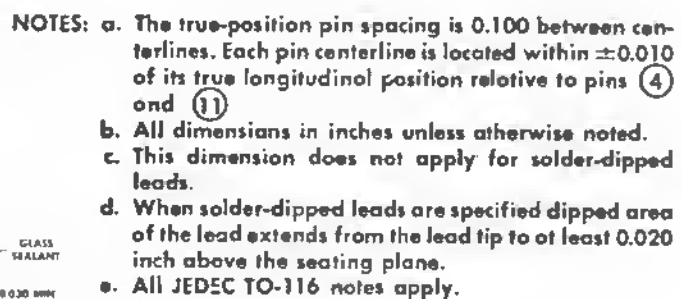 NOTES: a. The true-position pin spacing is 0.100 between cen-
terlines. Each pin centerline is located within ±0.010
of its true longitudinal position relative to pins ④
and ⑪
b. All dimensions in inches unless otherwise noted.
c. This dimension does not apply for solder-dipped
leads.
d. When solder-dipped leads are specified dipped area
of the lead extends from the lead tip to at least 0.020
inch above the seating plane.
GLASS
SEALANT
e. All JEDEC TO-116 notes apply.
0.030 MIN